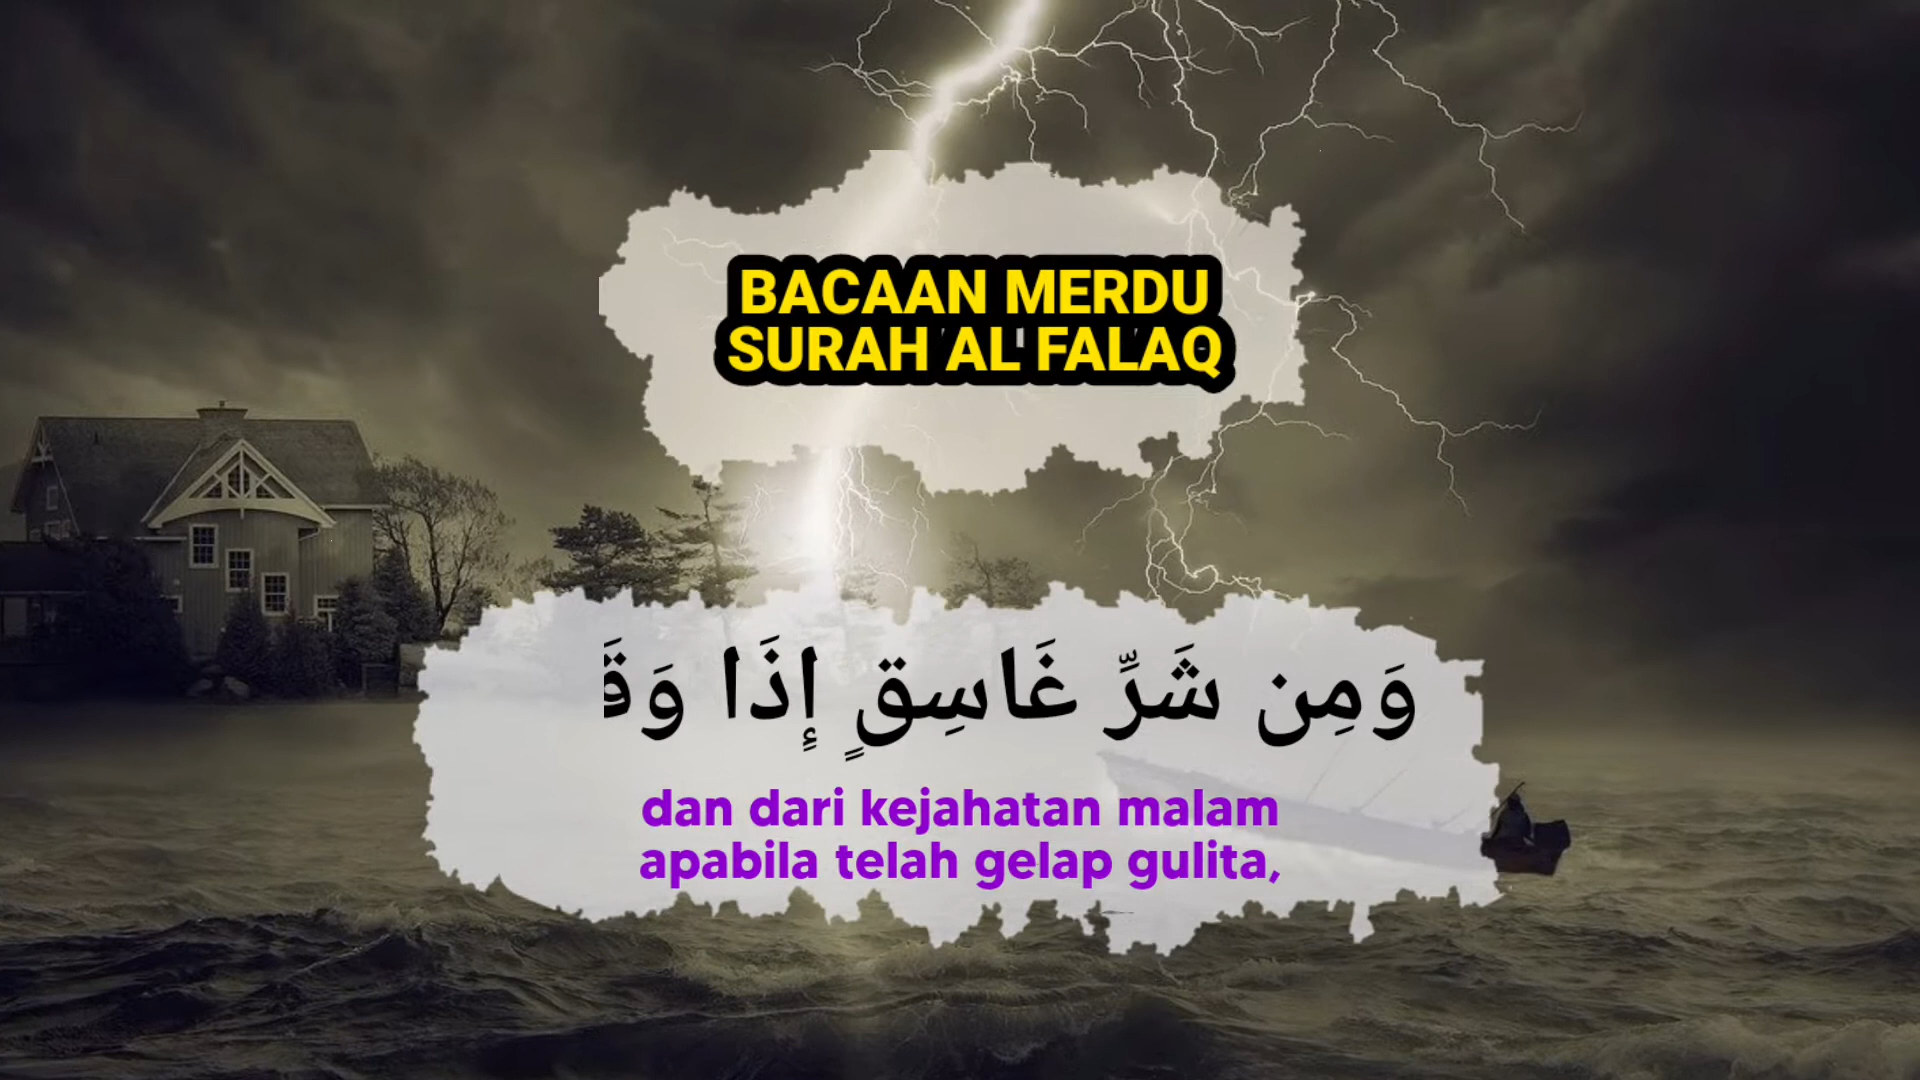 BACAAN MERDU
SURAH AL FALAQ
وَمِن شَرِّ غَاسِقٍ إِذَا وَقَ
dan dari kejahatan malam
apabila telah gelap gulita,